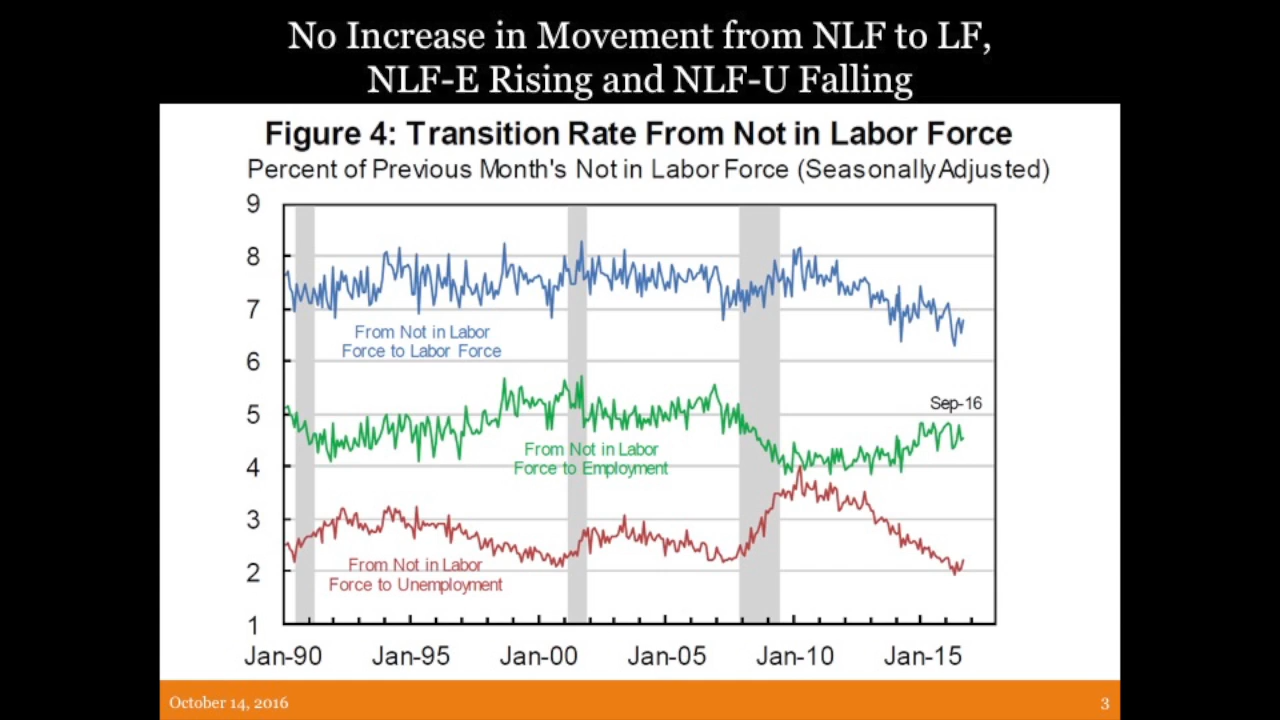 No Increase in Movement from NLF to LF,
NLF-E Rising and NLF-U Falling
Figure 4: Transition Rate From Not in Labor Force
Percent of Previous Month's Not in Labor Force (Seasonally Adjusted)
9
8
7
From Not in Labor
Force to Labor Force
6
5
Sep-16
From Not in Labor
Force to Employment
4
3
2
From Not in Labor
Force to Unemployment
1
Jan-90 Jan-95 Jan-00 Jan-05 Jan-10 Jan-15
October 14, 2016
3